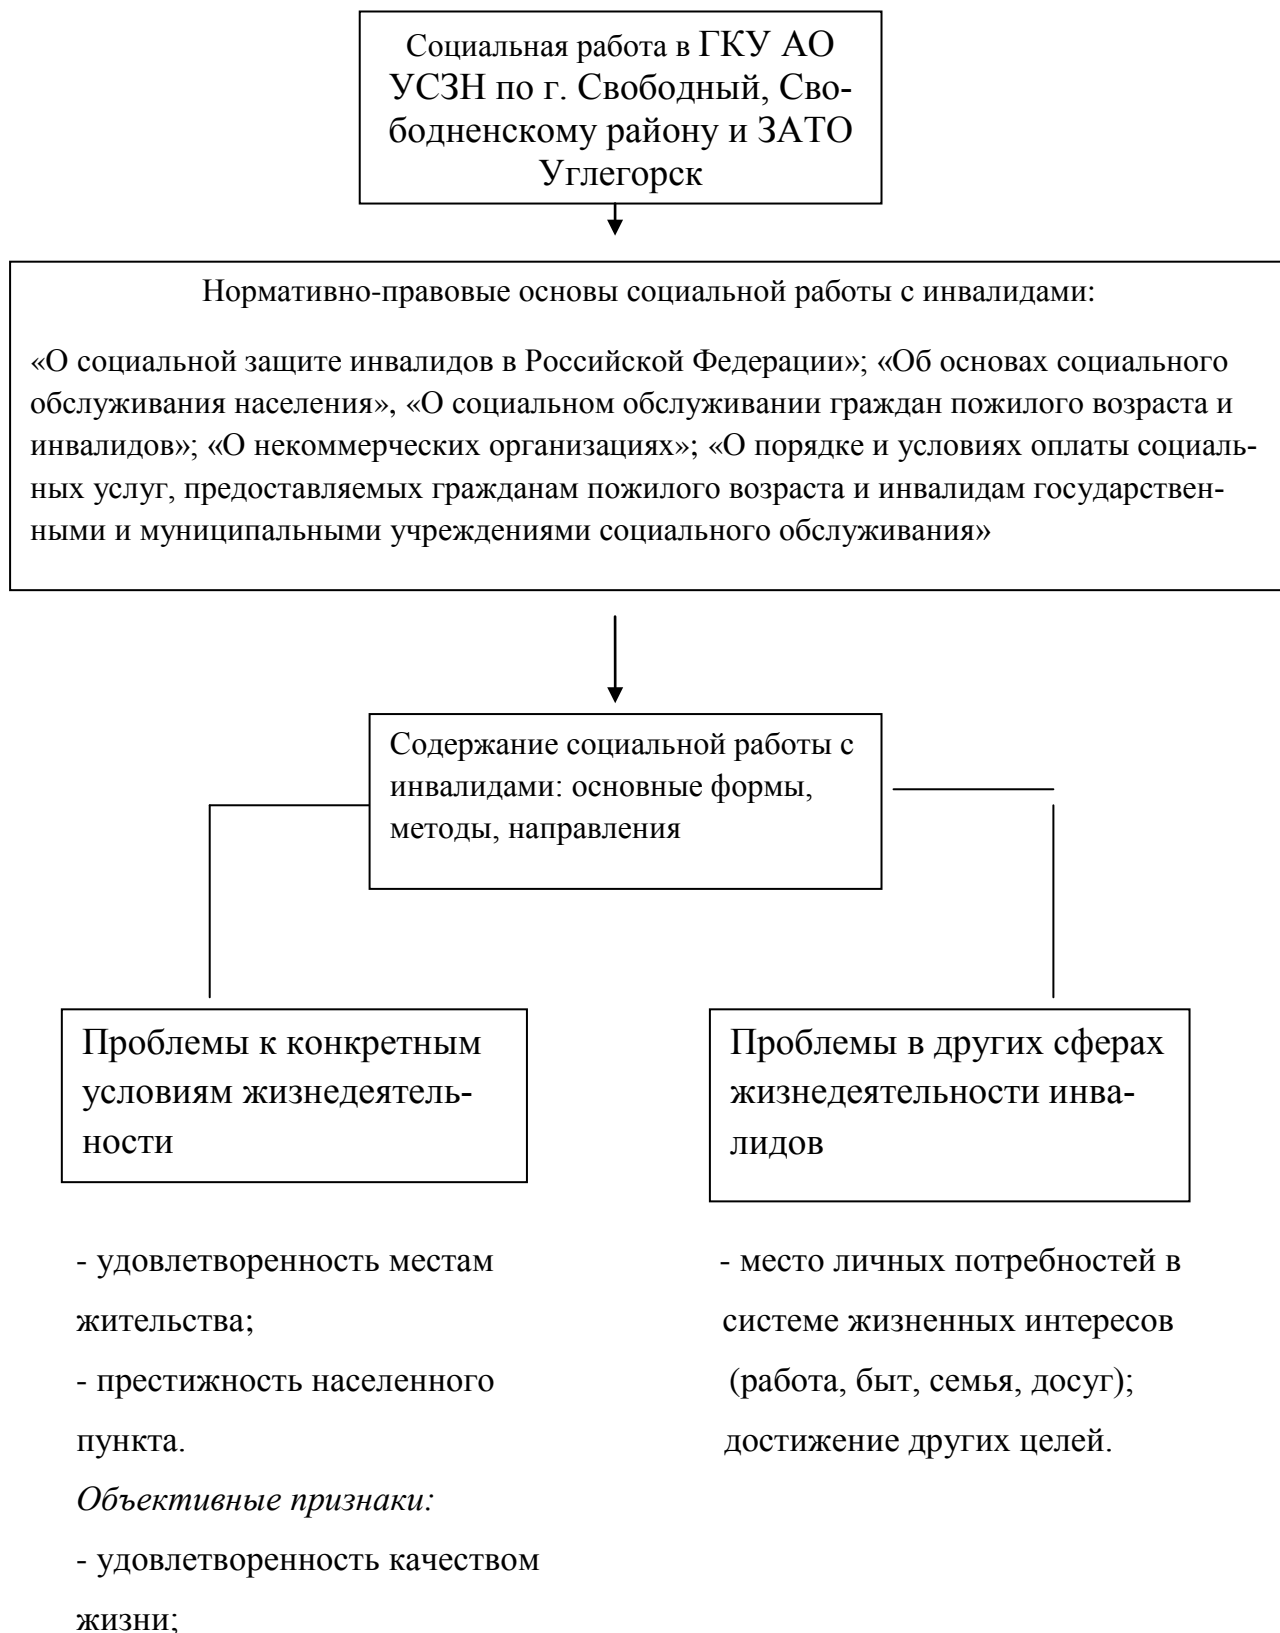 Социальная работа в ГКУ АО
УСЗН по г. Свободный, Сво-
бодненскому району и ЗАТО
Углегорск
Нормативно-правовые основы социальной работы с инвалидами:
«О социальной защите инвалидов в Российской Федерации»; «Об основах социального
обслуживания населения», «О социальном обслуживании граждан пожилого возраста и
инвалидов»; «О некоммерческих организациях»; «О порядке и условиях оплаты социаль-
ных услуг, предоставляемых гражданам пожилого возраста и инвалидам государствен-
ными и муниципальными учреждениями социального обслуживания»
Содержание социальной работы с
инвалидами: основные формы,
методы, направления
Проблемы к конкретным
условиям жизнедеятель-
ности
Проблемы в других сферах
жизнедеятельности инва-
лидов
- удовлетворенность местам
жительства;
- престижность населенного
пункта.
Объективные признаки:
- удовлетворенность качеством
жизни;
- место личных потребностей в
системе жизненных интересов
(работа, быт, семья, досуг);
достижение других целей.